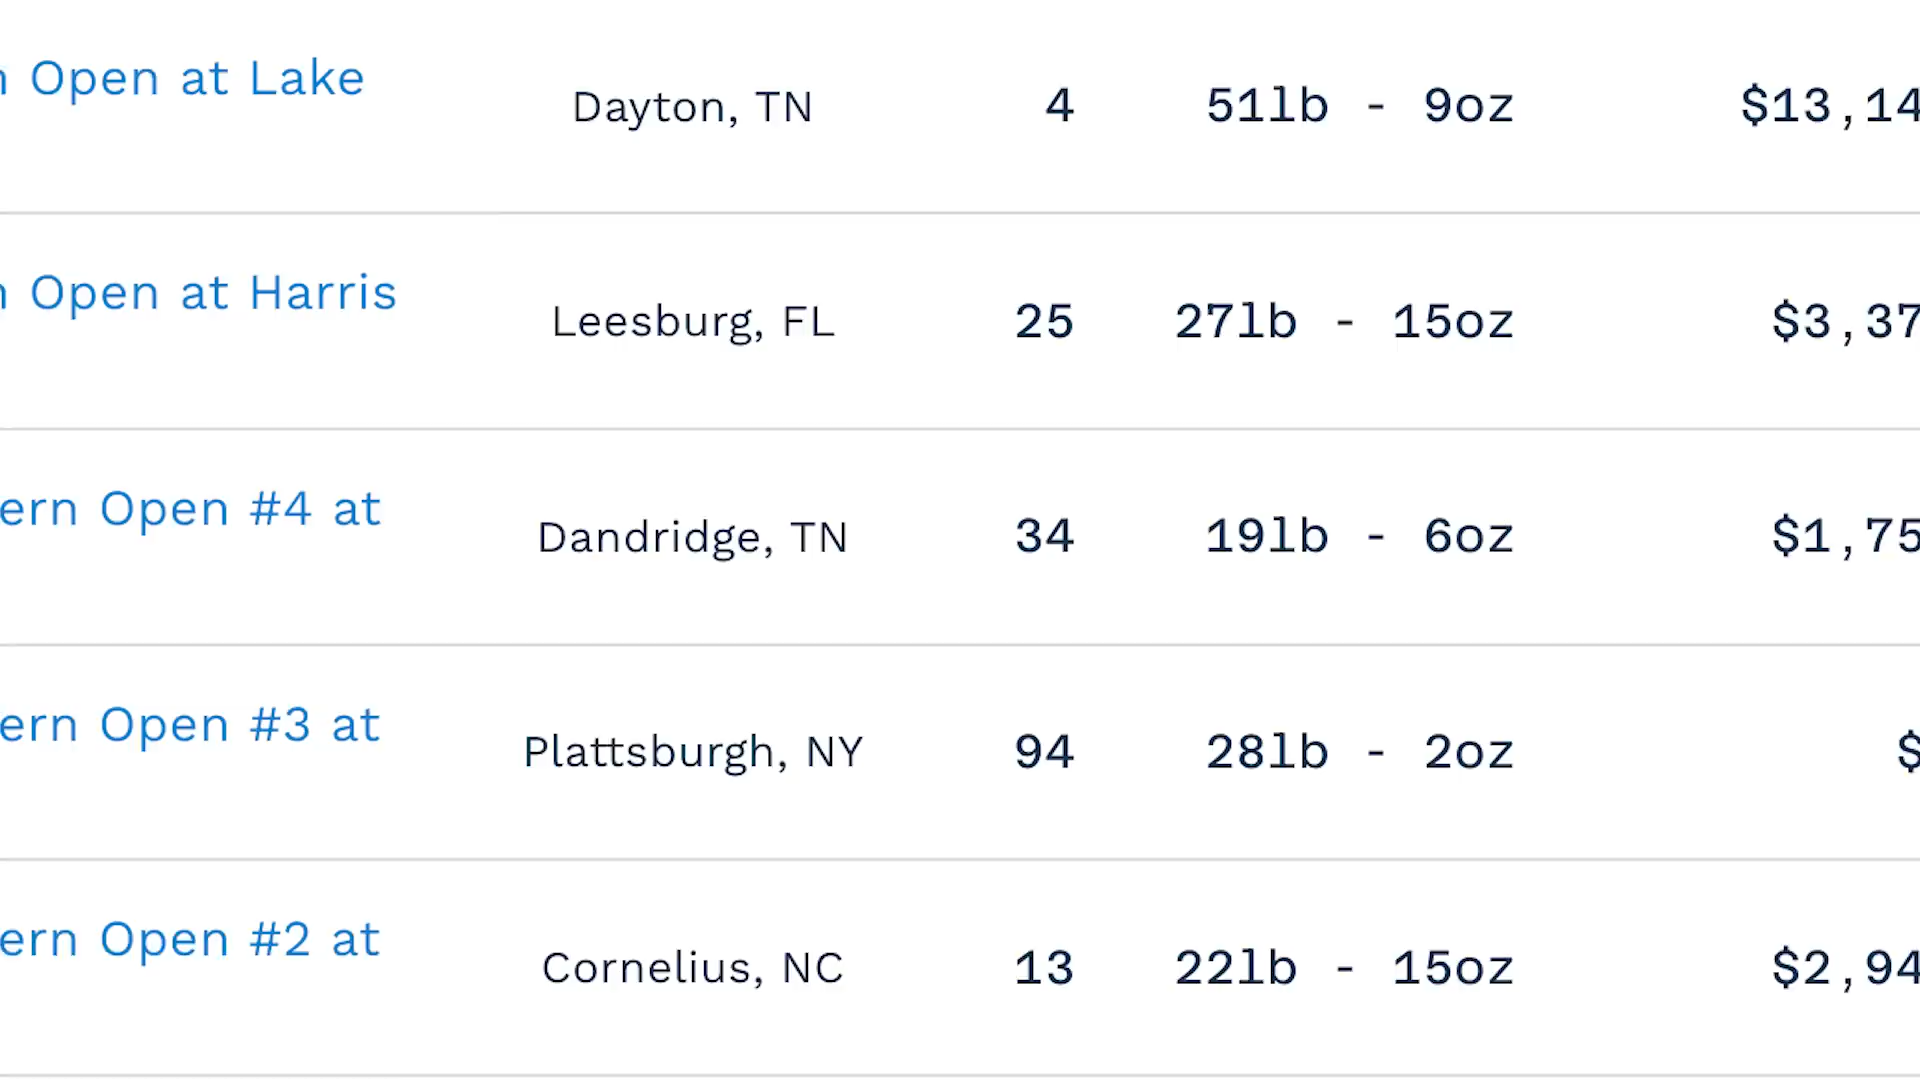 Open at Lake
Dayton, TN 4 51lb - 9oz $13,14
Open at Harris
Leesburg, FL 25 27lb - 15oz $3,37
ern Open #4 at
Dandridge, TN 34 19lb - 6oz $1,75
ern Open #3 at
Plattsburgh, NY 94 28lb - 2oz $
ern Open #2 at
Cornelius, NC 13 22lb - 15oz $2,94